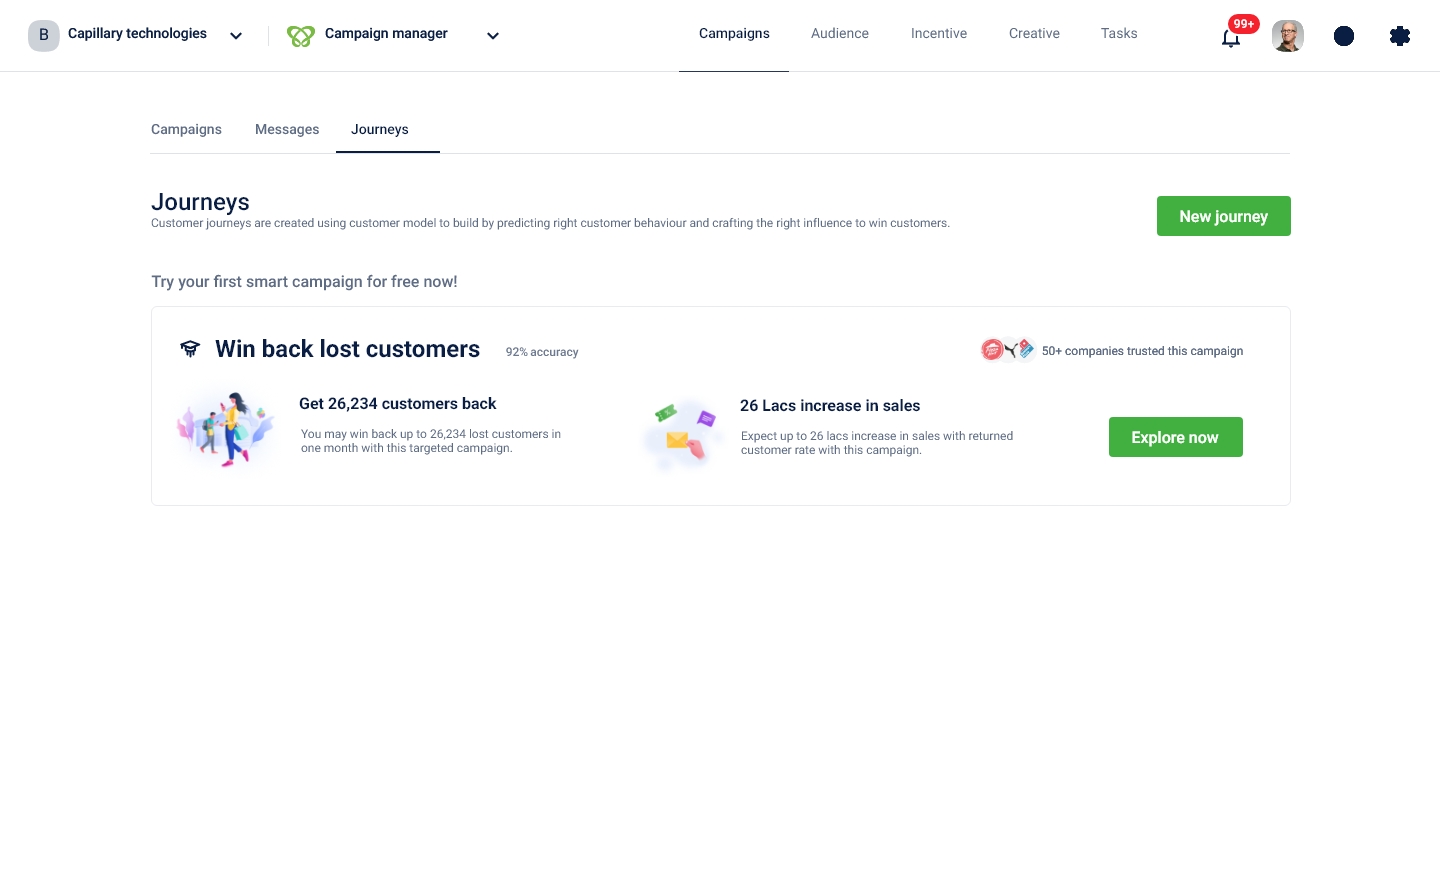 B
Capillary technologies
Campaign manager
Campaigns
Audience
Incentive
Creative
Tasks
99+
Campaigns
Messages
Journeys
Journeys
Customer journeys are created using customer model to build by predicting right customer behaviour and crafting the right influence to win customers.
New journey
Try your first smart campaign for free now!
Win back lost customers
92% accuracy
50+ companies trusted this campaign
Get 26,234 customers back
You may win back up to 26,234 lost customers in
one month with this targeted campaign.
26 Lacs increase in sales
Expect up to 26 lacs increase in sales with returned
customer rate with this campaign.
Explore now